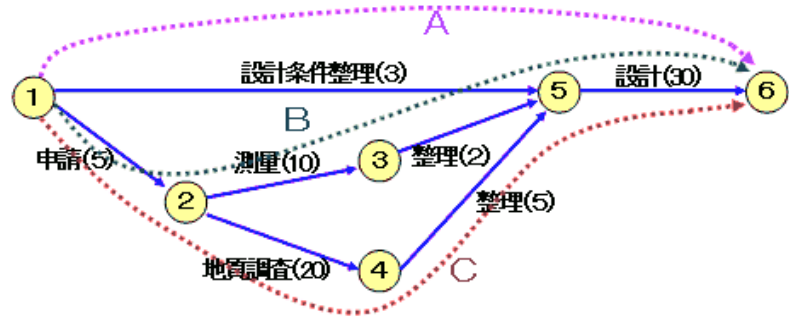 A
設計条件整理(3)
設計(30)
1
5
6
B
申請(5)
測量(10)
3
整理(2)
2
整理(5)
地質調査(20)
4
C